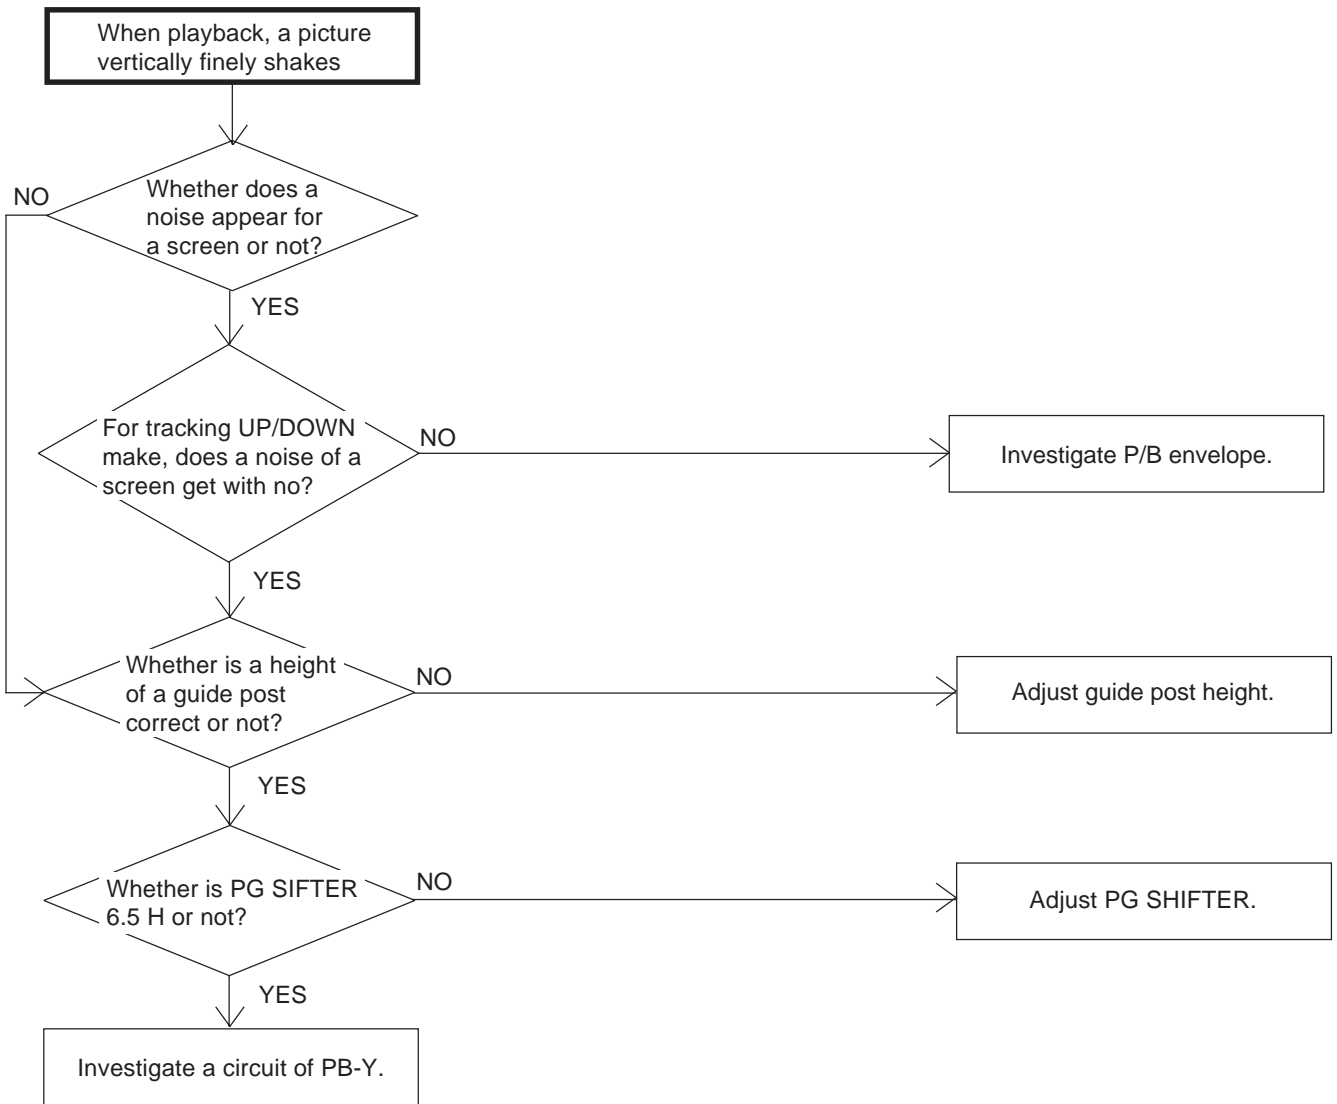 When playback, a picture
vertically finely shakes
NO
Whether does a
noise appear for
a screen or not?
YES
For tracking UP/DOWN
make, does a noise of a
screen get with no?
NO
Investigate P/B envelope.
YES
Whether is a height
of a guide post
correct or not?
NO
Adjust guide post height.
YES
Whether is PG SIFTER
6.5 H or not?
NO
Adjust PG SHIFTER.
YES
Investigate a circuit of PB-Y.